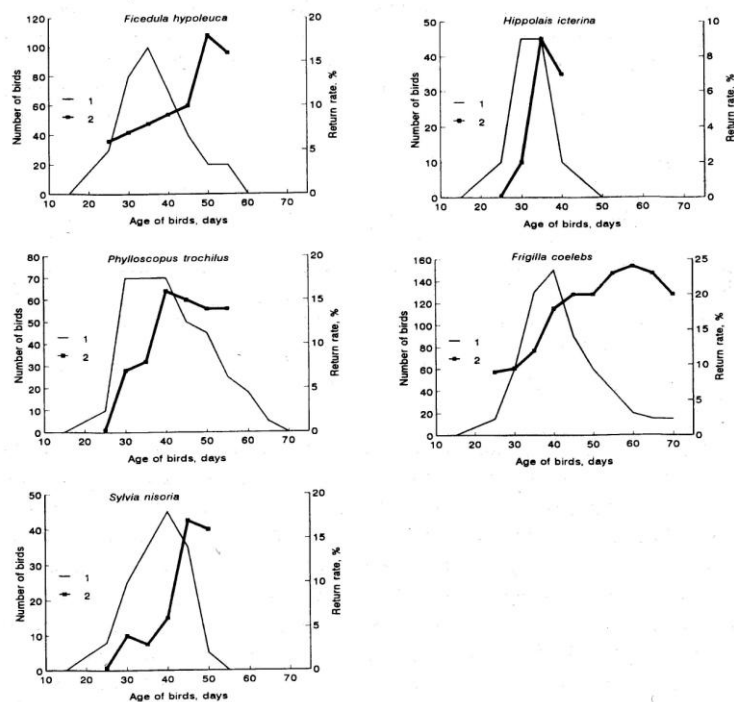 Ficedula hypoleuca
Number of birds
120
100
80
60
40
20
0
1
2
20
15
10
5
0
Return rate, %
10 20 30 40 50 60 70
Age of birds, days
Hippolais icterina
Number of birds
50
40
30
20
10
0
1
2
10
8
6
4
2
0
Return rate, %
10 20 30 40 50 60 70
Age of birds, days
Phylloscopus trochilus
Number of birds
80
70
60
50
40
30
20
10
0
1
2
20
15
10
5
0
Return rate, %
10 20 30 40 50 60 70
Age of birds, days
Frigilla coelebs
Number of birds
160
140
120
100
80
60
40
20
0
1
2
25
20
15
10
5
0
Return rate, %
10 20 30 40 50 60 70
Age of birds, days
Sylvia nisoria
Number of birds
50
40
30
20
10
0
1
2
20
15
10
5
0
Return rate, %
10 20 30 40 50 60 70
Age of birds, days